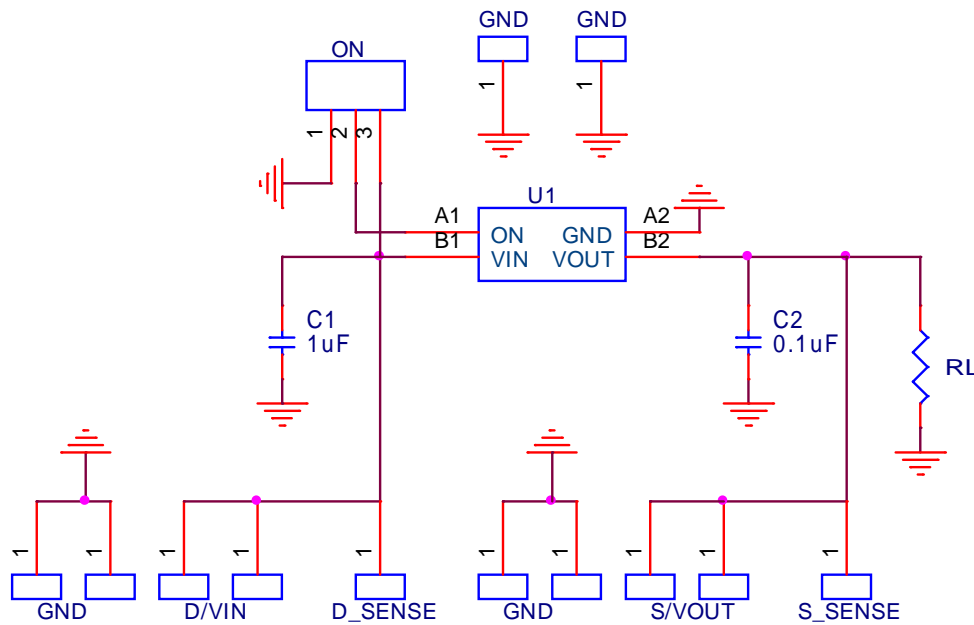 GND GND
ON
1 1
1 2 3
U1
A1 A2
ON GND
B1 B2
VIN VOUT
C1 C2
1uF 0.1uF
RL
1 1 1 1 1 1 1 1 1 1
GND D/VIN D_SENSE GND S/VOUT S_SENSE